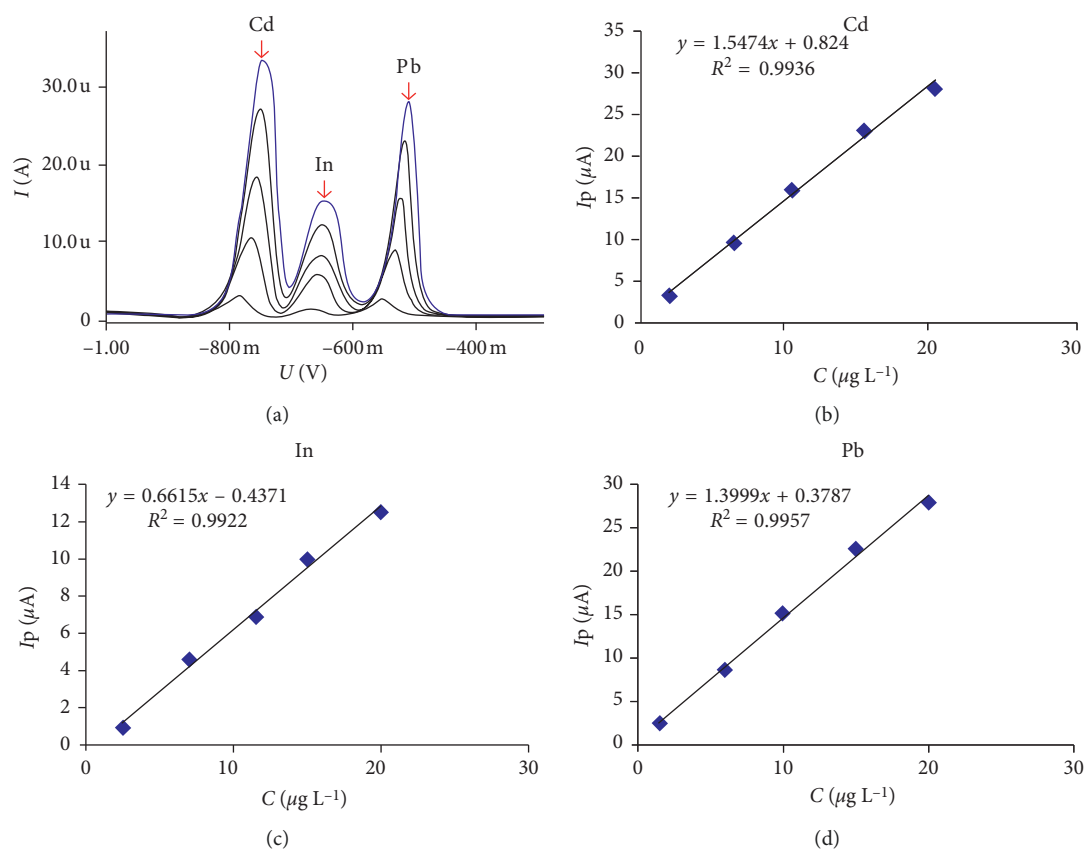 Cd
Pb
In
30.0 u
20.0 u
10.0 u
0
I (A)
–1.00
–800 m
–600 m
–400 m
U (V)
(a)
Cd
y = 1.5474x + 0.824
R² = 0.9936
35
30
25
20
15
10
5
0
Ip (μA)
0
10
20
30
C (μg L⁻¹)
(b)
In
y = 0.6615x – 0.4371
R² = 0.9922
14
12
10
8
6
4
2
0
Ip (μA)
0
10
20
30
C (μg L⁻¹)
(c)
Pb
y = 1.3999x + 0.3787
R² = 0.9957
30
25
20
15
10
5
0
Ip (μA)
0
10
20
30
C (μg L⁻¹)
(d)